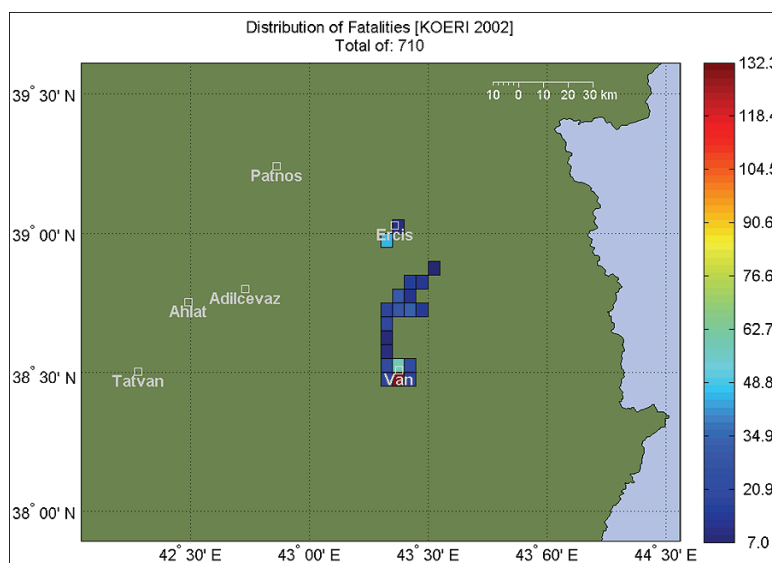 Distribution of Fatalities [KOERI 2002]
Total of: 710
39° 30' N
39° 00' N
38° 30' N
38° 00' N
10 0 10 20 30 km
Patnos
Ercis
Adilcevaz
Ahlat
Tatvan
Van
42° 30' E
43° 00' E
43° 30' E
43° 60' E
44° 30' E
132.3
118.4
104.5
90.6
76.6
62.7
48.8
34.9
20.9
7.0